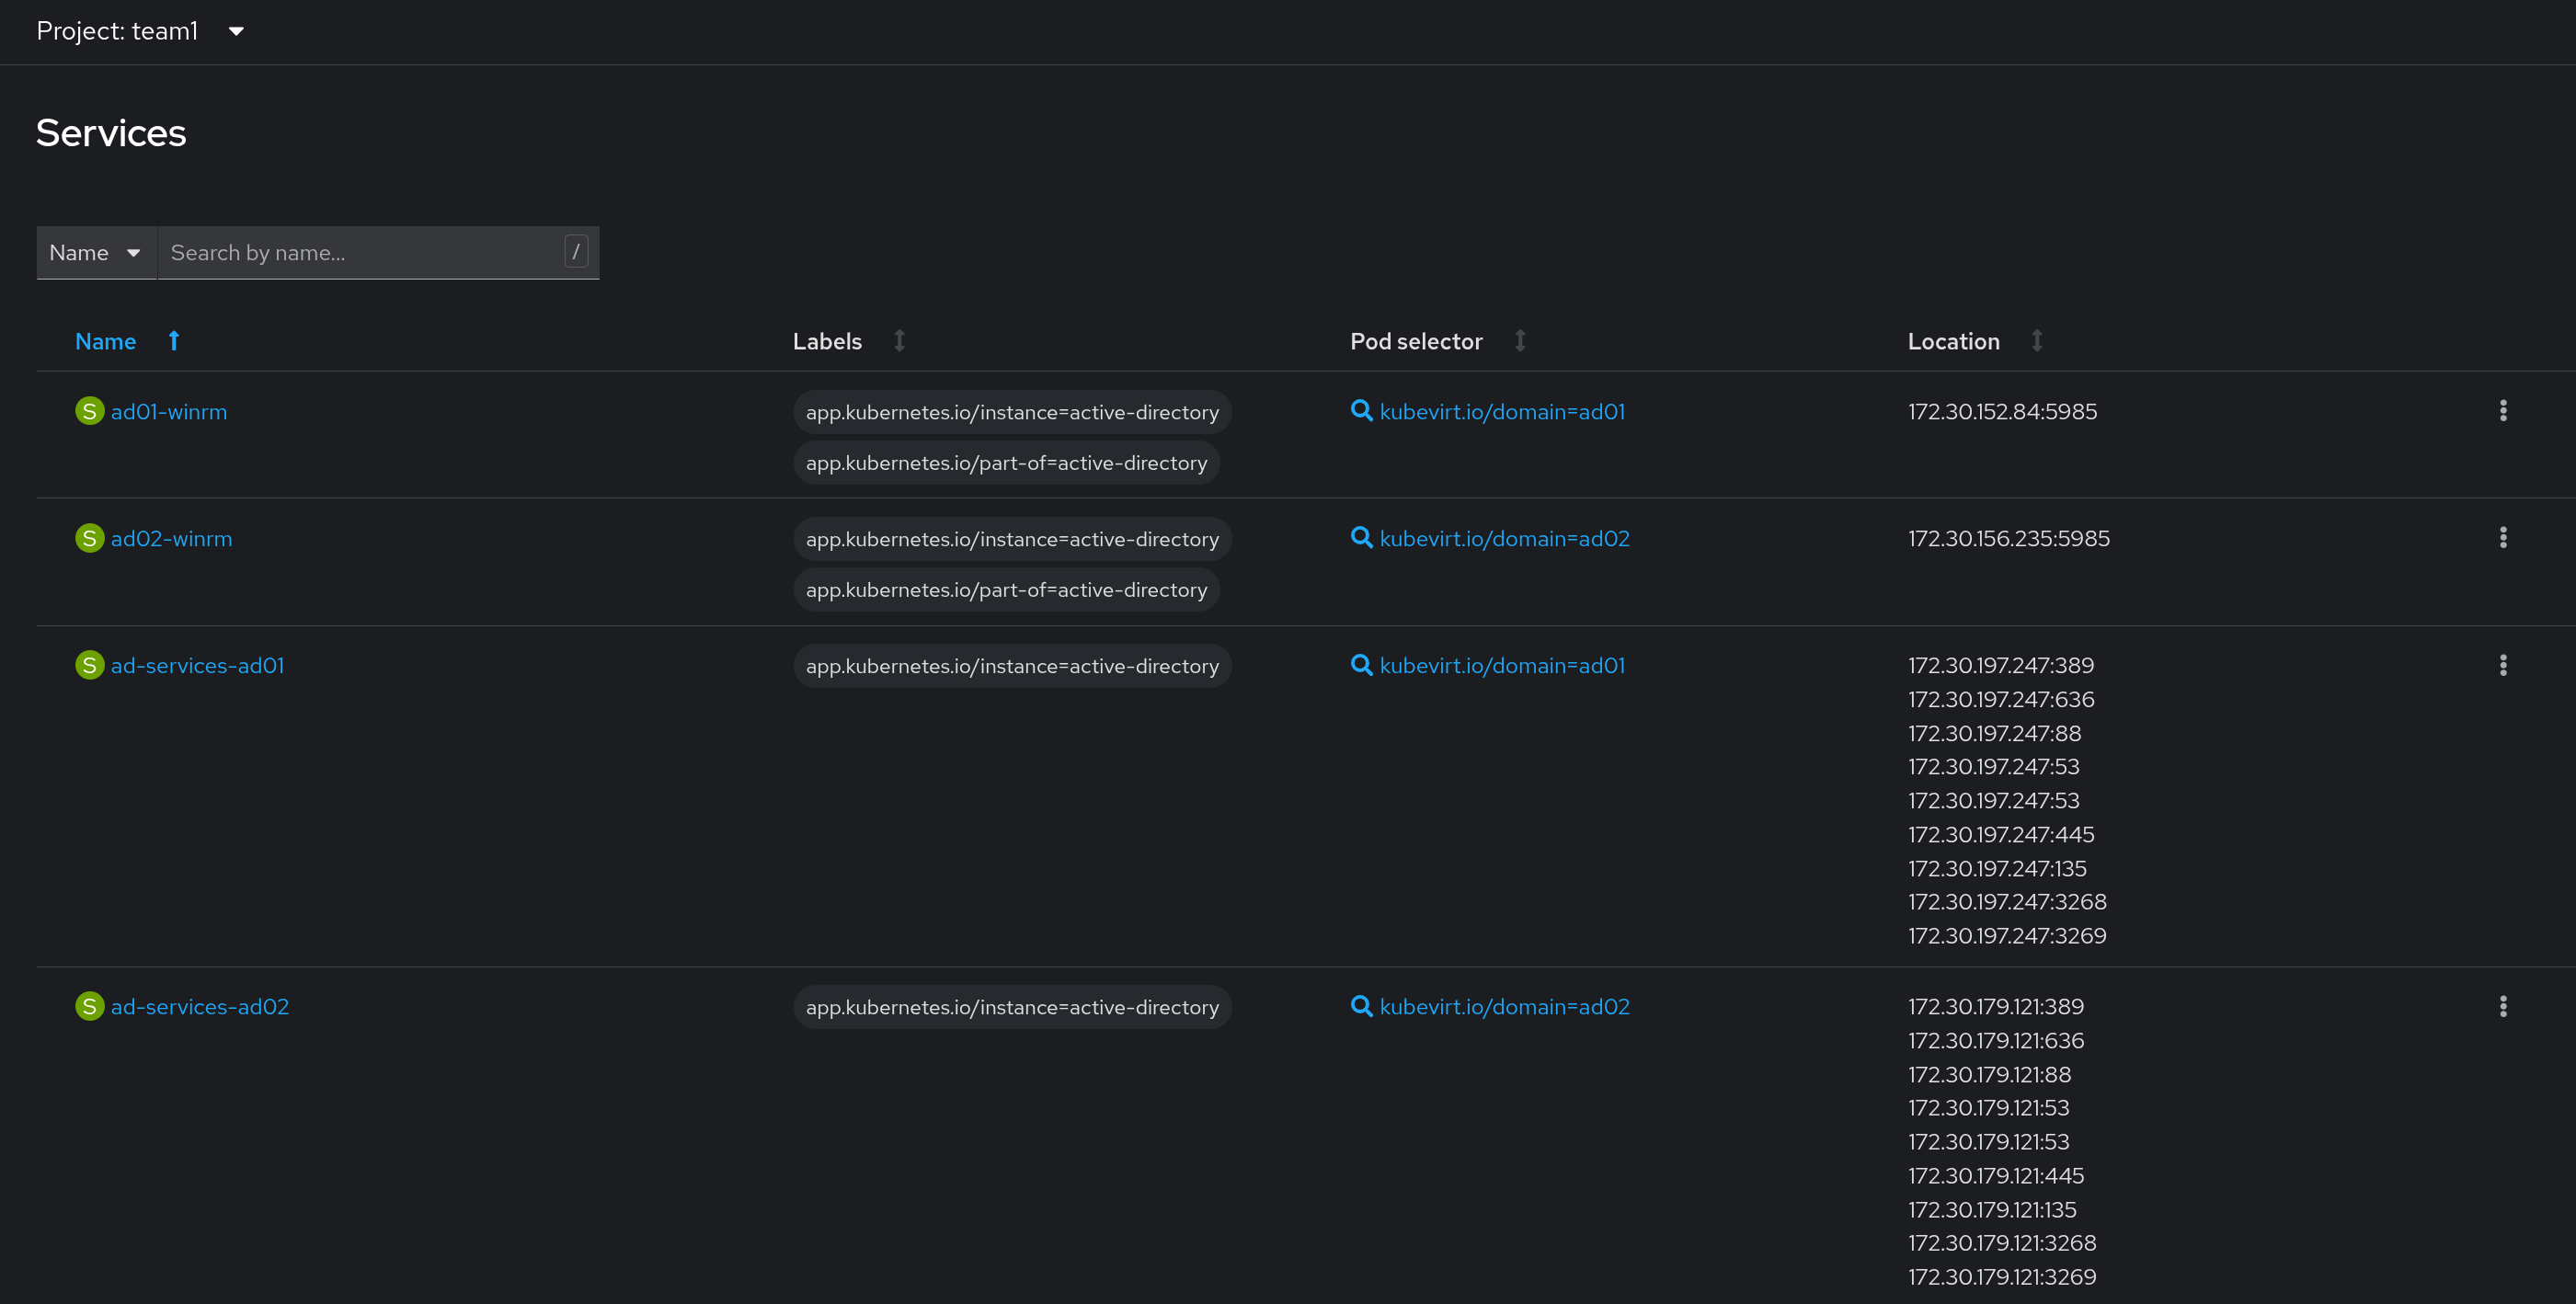 Project: team1
Services
Name Search by name... /
Name Labels Pod selector Location
S ad01-winrm app.kubernetes.io/instance=active-directory kubevirt.io/domain=ad01 172.30.152.84:5985
app.kubernetes.io/part-of=active-directory
S ad02-winrm app.kubernetes.io/instance=active-directory kubevirt.io/domain=ad02 172.30.156.235:5985
app.kubernetes.io/part-of=active-directory
S ad-services-ad01 app.kubernetes.io/instance=active-directory kubevirt.io/domain=ad01 172.30.197.247:389
172.30.197.247:636
172.30.197.247:88
172.30.197.247:53
172.30.197.247:53
172.30.197.247:445
172.30.197.247:135
172.30.197.247:3268
172.30.197.247:3269
S ad-services-ad02 app.kubernetes.io/instance=active-directory kubevirt.io/domain=ad02 172.30.179.121:389
172.30.179.121:636
172.30.179.121:88
172.30.179.121:53
172.30.179.121:53
172.30.179.121:445
172.30.179.121:135
172.30.179.121:3268
172.30.179.121:3269